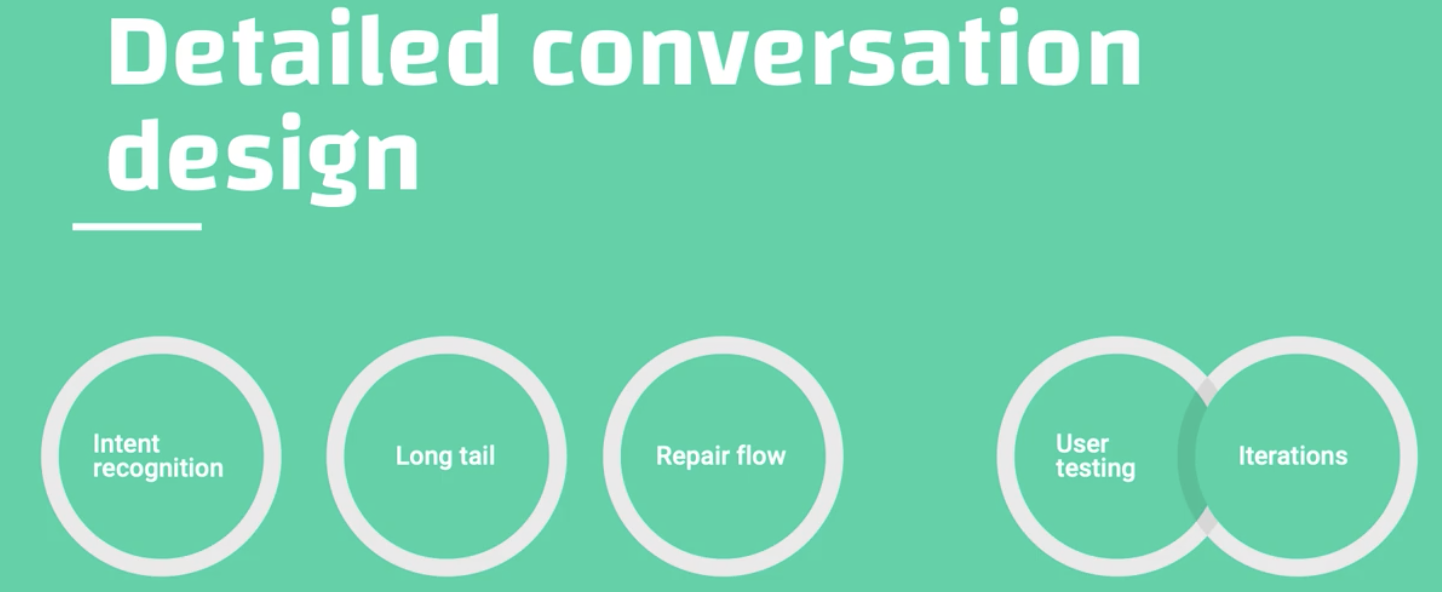 Detailed conversation
design
Intent
recognition
Long tail
Repair flow
User
testing
Iterations